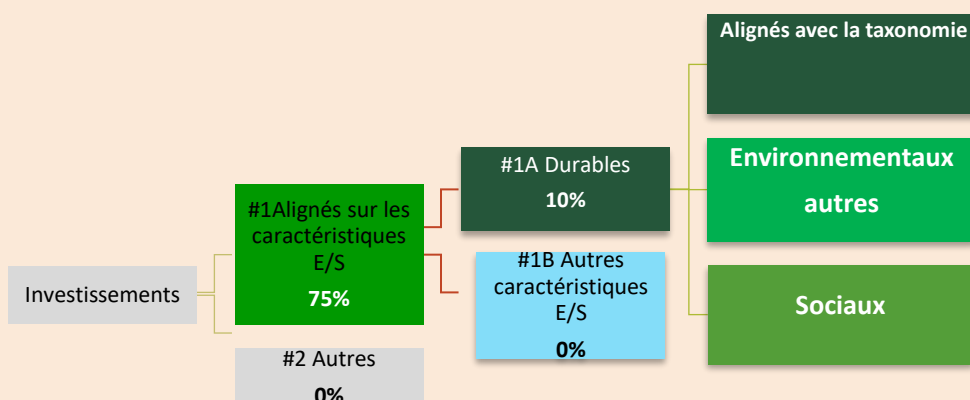 Investissements
#1Alignés sur les
caractéristiques
E/S
75%
#2 Autres
0%
#1A Durables
10%
#1B Autres
caractéristiques
E/S
0%
Alignés avec la taxonomie
Environnementaux
autres
Sociaux